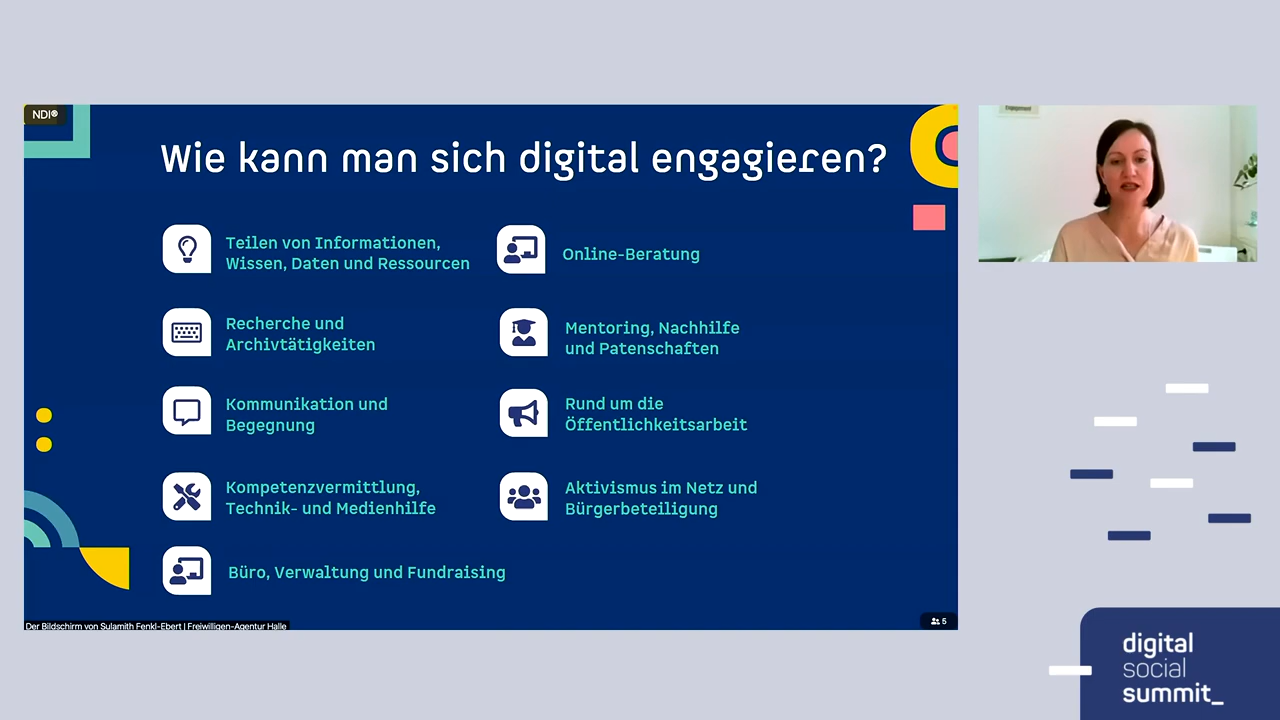 NDI®
Wie kann man sich digital engagieren?
Teilen von Informationen,
Wissen, Daten und Ressourcen
Online-Beratung
Recherche und
Archivtätigkeiten
Mentoring, Nachhilfe
und Patenschaften
Kommunikation und
Begegnung
Rund um die
Öffentlichkeitsarbeit
Kompetenzvermittlung,
Technik- und Medienhilfe
Aktivismus im Netz und
Bürgerbeteiligung
Büro, Verwaltung und Fundraising
Der Bildschirm von Sulamith Fenkl-Ebert | Freiwilligen-Agentur Halle
5
Engagement
digital
social
summit_